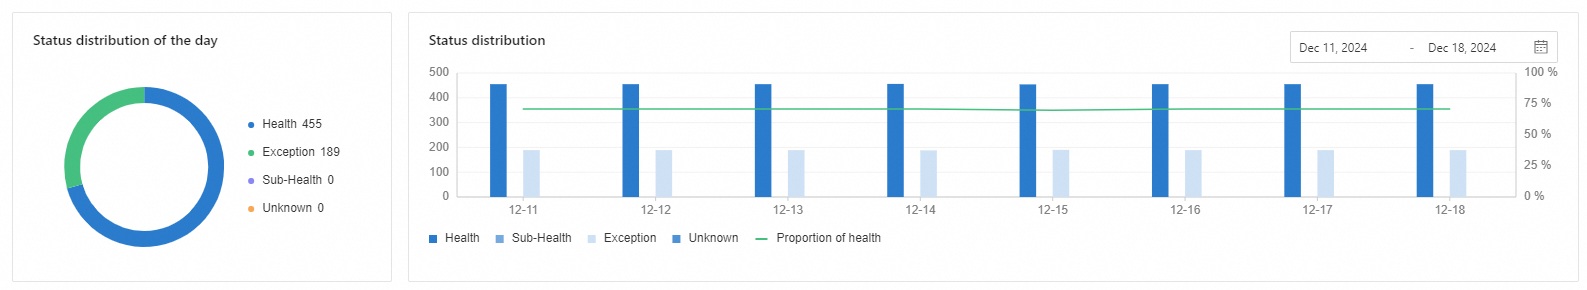 Status distribution of the day
Health 455
Exception 189
Sub-Health 0
Unknown 0
Status distribution
Dec 11, 2024 - Dec 18, 2024
500
400
300
200
100
0
100 %
75 %
50 %
25 %
0 %
12-11 12-12 12-13 12-14 12-15 12-16 12-17 12-18
Health Sub-Health Exception Unknown Proportion of health